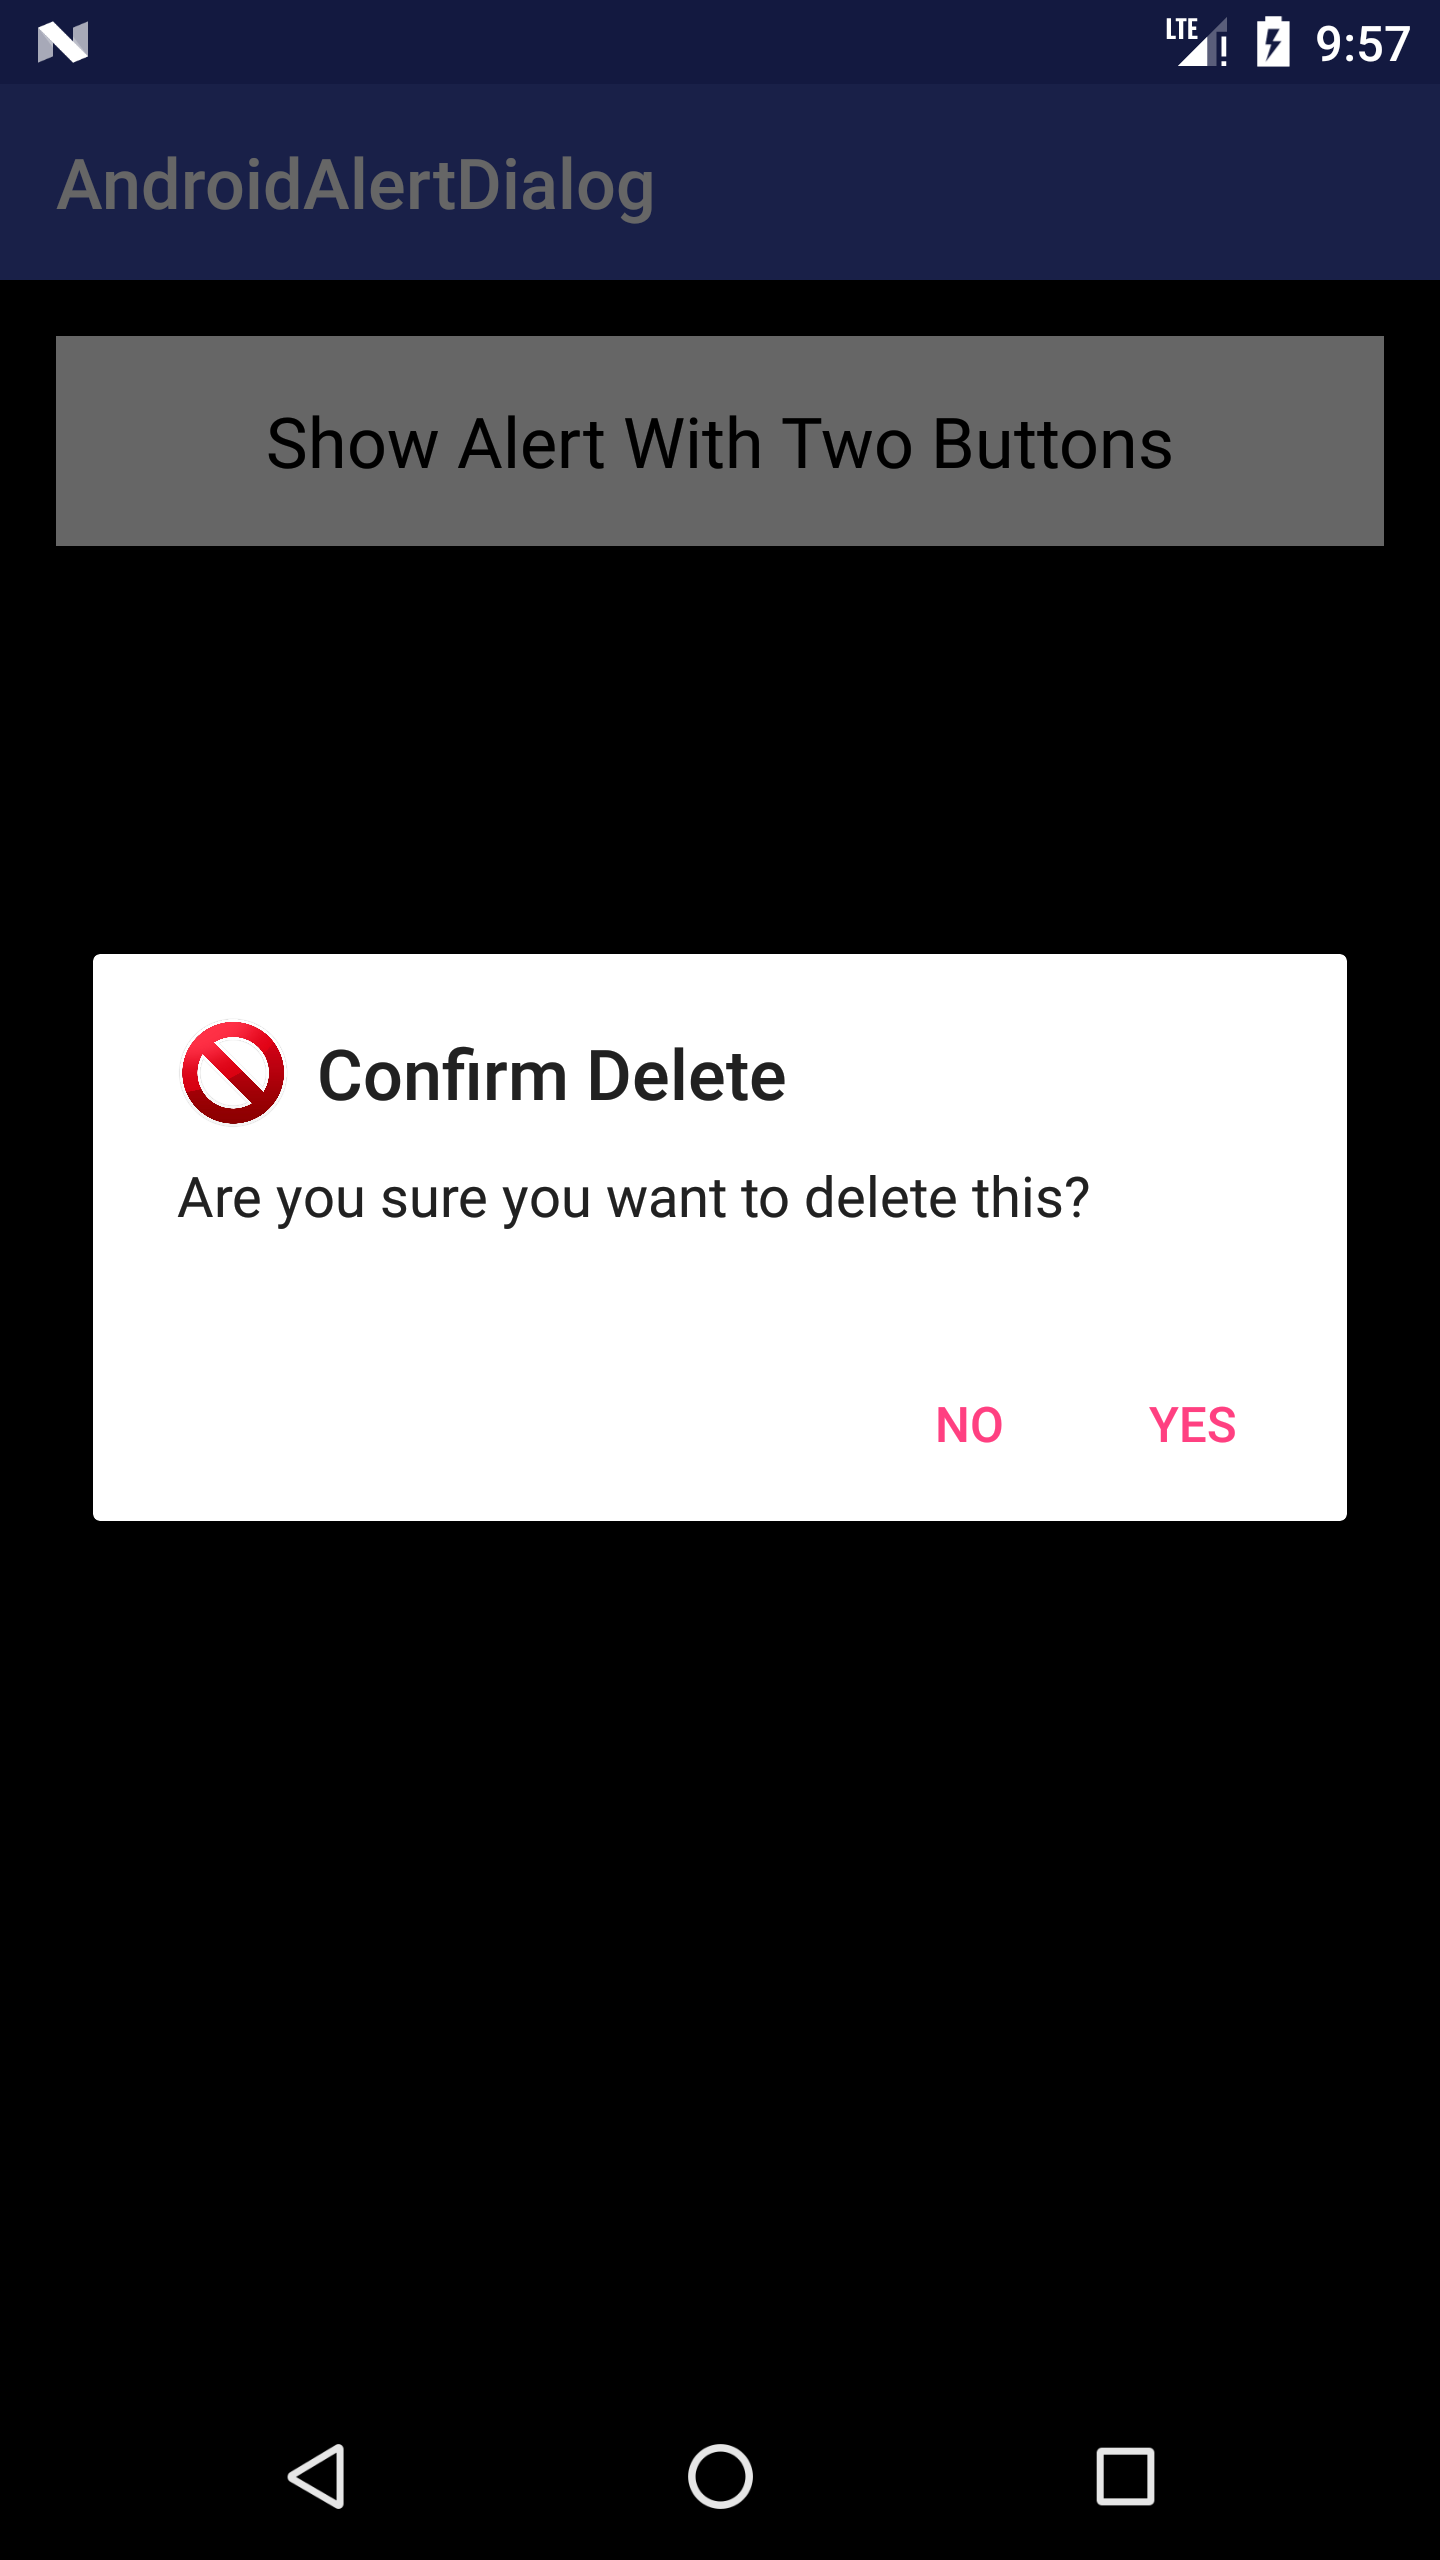 LTE 9:57
AndroidAlertDialog
Show Alert With Two Buttons
Confirm Delete
Are you sure you want to delete this?
NO YES